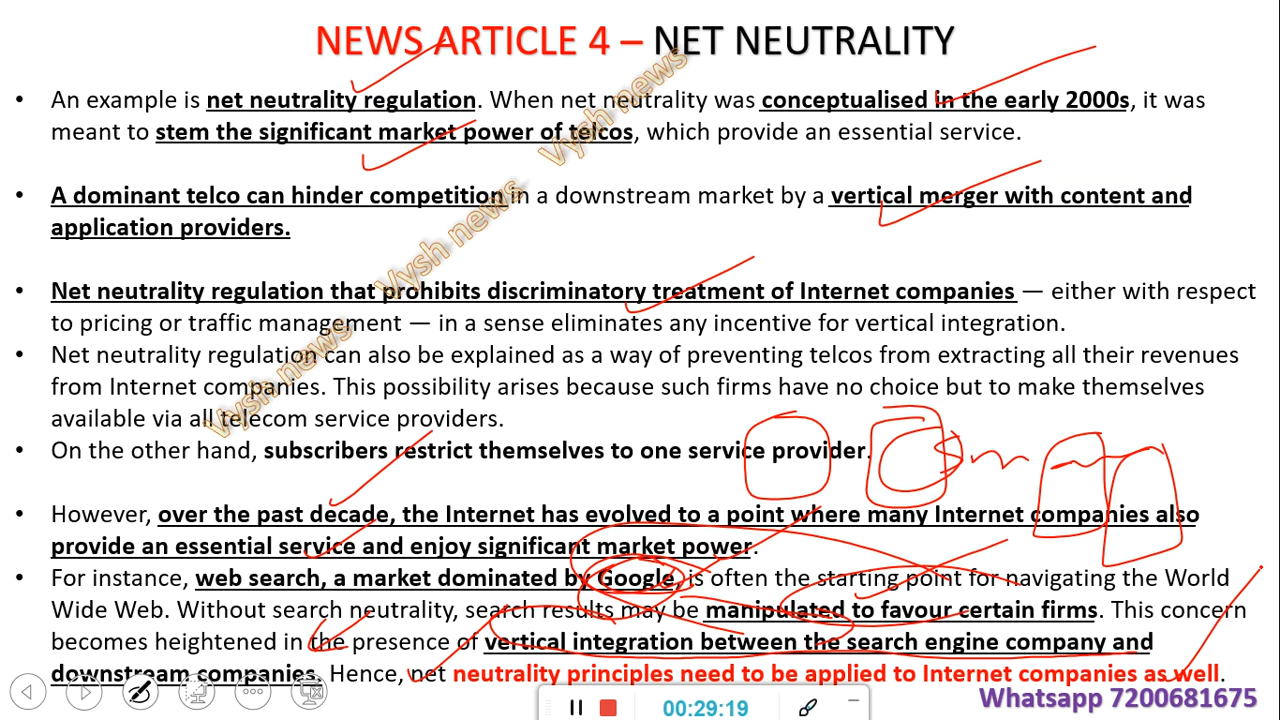 NEWS ARTICLE 4 – NET NEUTRALITY
• An example is net neutrality regulation. When net neutrality was conceptualised in the early 2000s, it was
meant to stem the significant market power of telcos, which provide an essential service.
• A dominant telco can hinder competition in a downstream market by a vertical merger with content and
application providers.
• Net neutrality regulation that prohibits discriminatory treatment of Internet companies — either with respect
to pricing or traffic management — in a sense eliminates any incentive for vertical integration.
• Net neutrality regulation can also be explained as a way of preventing telcos from extracting all their revenues
from Internet companies. This possibility arises because such firms have no choice but to make themselves
available via all telecom service providers.
• On the other hand, subscribers restrict themselves to one service provider.
• However, over the past decade, the Internet has evolved to a point where many Internet companies also
provide an essential service and enjoy significant market power.
• For instance, web search, a market dominated by Google, is often the starting point for navigating the World
Wide Web. Without search neutrality, search results may be manipulated to favour certain firms. This concern
becomes heightened in the presence of vertical integration between the search engine company and
downstream companies. Hence, net neutrality principles need to be applied to Internet companies as well.
Vysh news
Vysh news
Vysh news
Whatsapp 7200681675
00:29:19